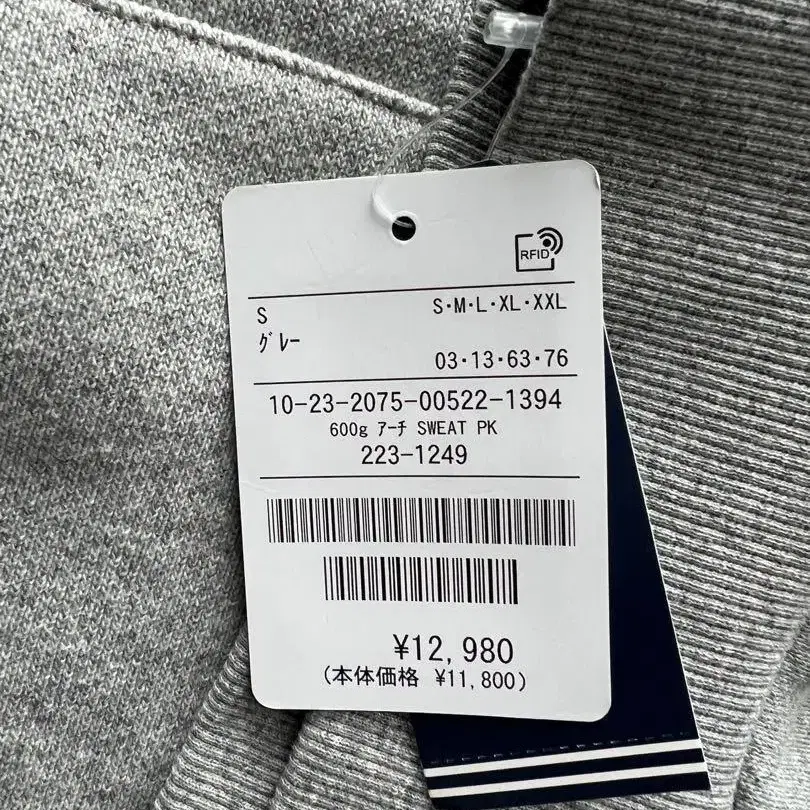 RFID
S S・M・L・XL・XXL
ｸﾞﾚｰ
03・13・63・76
10-23-2075-00522-1394
600g ｱｰﾁ SWEAT PK
223-1249
¥12,980
(本体価格 ¥11,800)